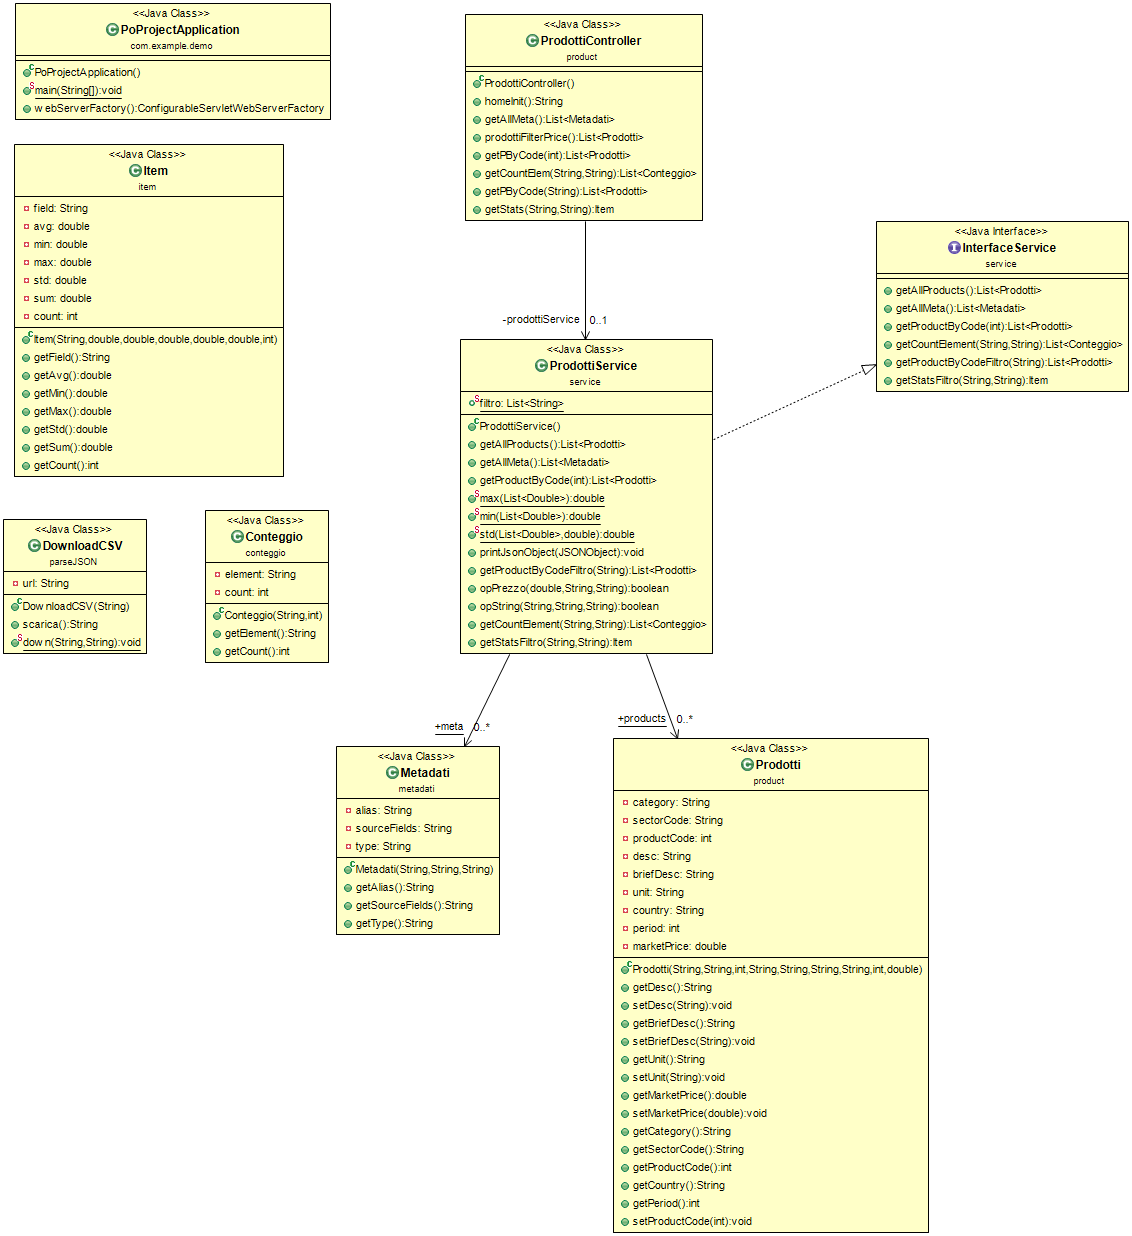 <<Java Class>>
PoProjectApplication
com.example.demo
PoProjectApplication()
main(String[]):void
webServerFactory():ConfigurableServletWebServerFactory
<<Java Class>>
Item
item
field: String
avg: double
min: double
max: double
std: double
sum: double
count: int
Item(String,double,double,double,double,double,int)
getField():String
getAvg():double
getMin():double
getMax():double
getStd():double
getSum():double
getCount():int
<<Java Class>>
DownloadCSV
parseJSON
url: String
DownloadCSV(String)
scarica():String
down(String,String):void
<<Java Class>>
Conteggio
conteggio
element: String
count: int
Conteggio(String,int)
getElement():String
getCount():int
<<Java Class>>
ProdottiController
product
ProdottiController()
homeInit():String
getAllMeta():List<Metadati>
prodottiFilterPrice():List<Prodotti>
getPByCode(int):List<Prodotti>
getCountElem(String,String):List<Conteggio>
getPByCode(String):List<Prodotti>
getStats(String,String):Item
-prodottiService 0..1
<<Java Class>>
ProdottiService
service
filtro: List<String>
ProdottiService()
getAllProducts():List<Prodotti>
getAllMeta():List<Metadati>
getProductByCode(int):List<Prodotti>
max(List<Double>):double
min(List<Double>):double
std(List<Double>,double):double
printJsonObject(JSONObject):void
getProductByCodeFiltro(String):List<Prodotti>
opPrezzo(double,String,String):boolean
opString(String,String,String):boolean
getCountElement(String,String):List<Conteggio>
getStatsFiltro(String,String):Item
<<Java Interface>>
InterfaceService
service
getAllProducts():List<Prodotti>
getAllMeta():List<Metadati>
getProductByCode(int):List<Prodotti>
getCountElement(String,String):List<Conteggio>
getProductByCodeFiltro(String):List<Prodotti>
getStatsFiltro(String,String):Item
+meta 0..*
+products 0..*
<<Java Class>>
Metadati
metadati
alias: String
sourceFields: String
type: String
Metadati(String,String,String)
getAlias():String
getSourceFields():String
getType():String
<<Java Class>>
Prodotti
product
category: String
sectorCode: String
productCode: int
desc: String
briefDesc: String
unit: String
country: String
period: int
marketPrice: double
Prodotti(String,String,int,String,String,String,String,int,double)
getDesc():String
setDesc(String):void
getBriefDesc():String
setBriefDesc(String):void
getUnit():String
setUnit(String):void
getMarketPrice():double
setMarketPrice(double):void
getCategory():String
getSectorCode():String
getProductCode():int
getCountry():String
getPeriod():int
setProductCode(int):void